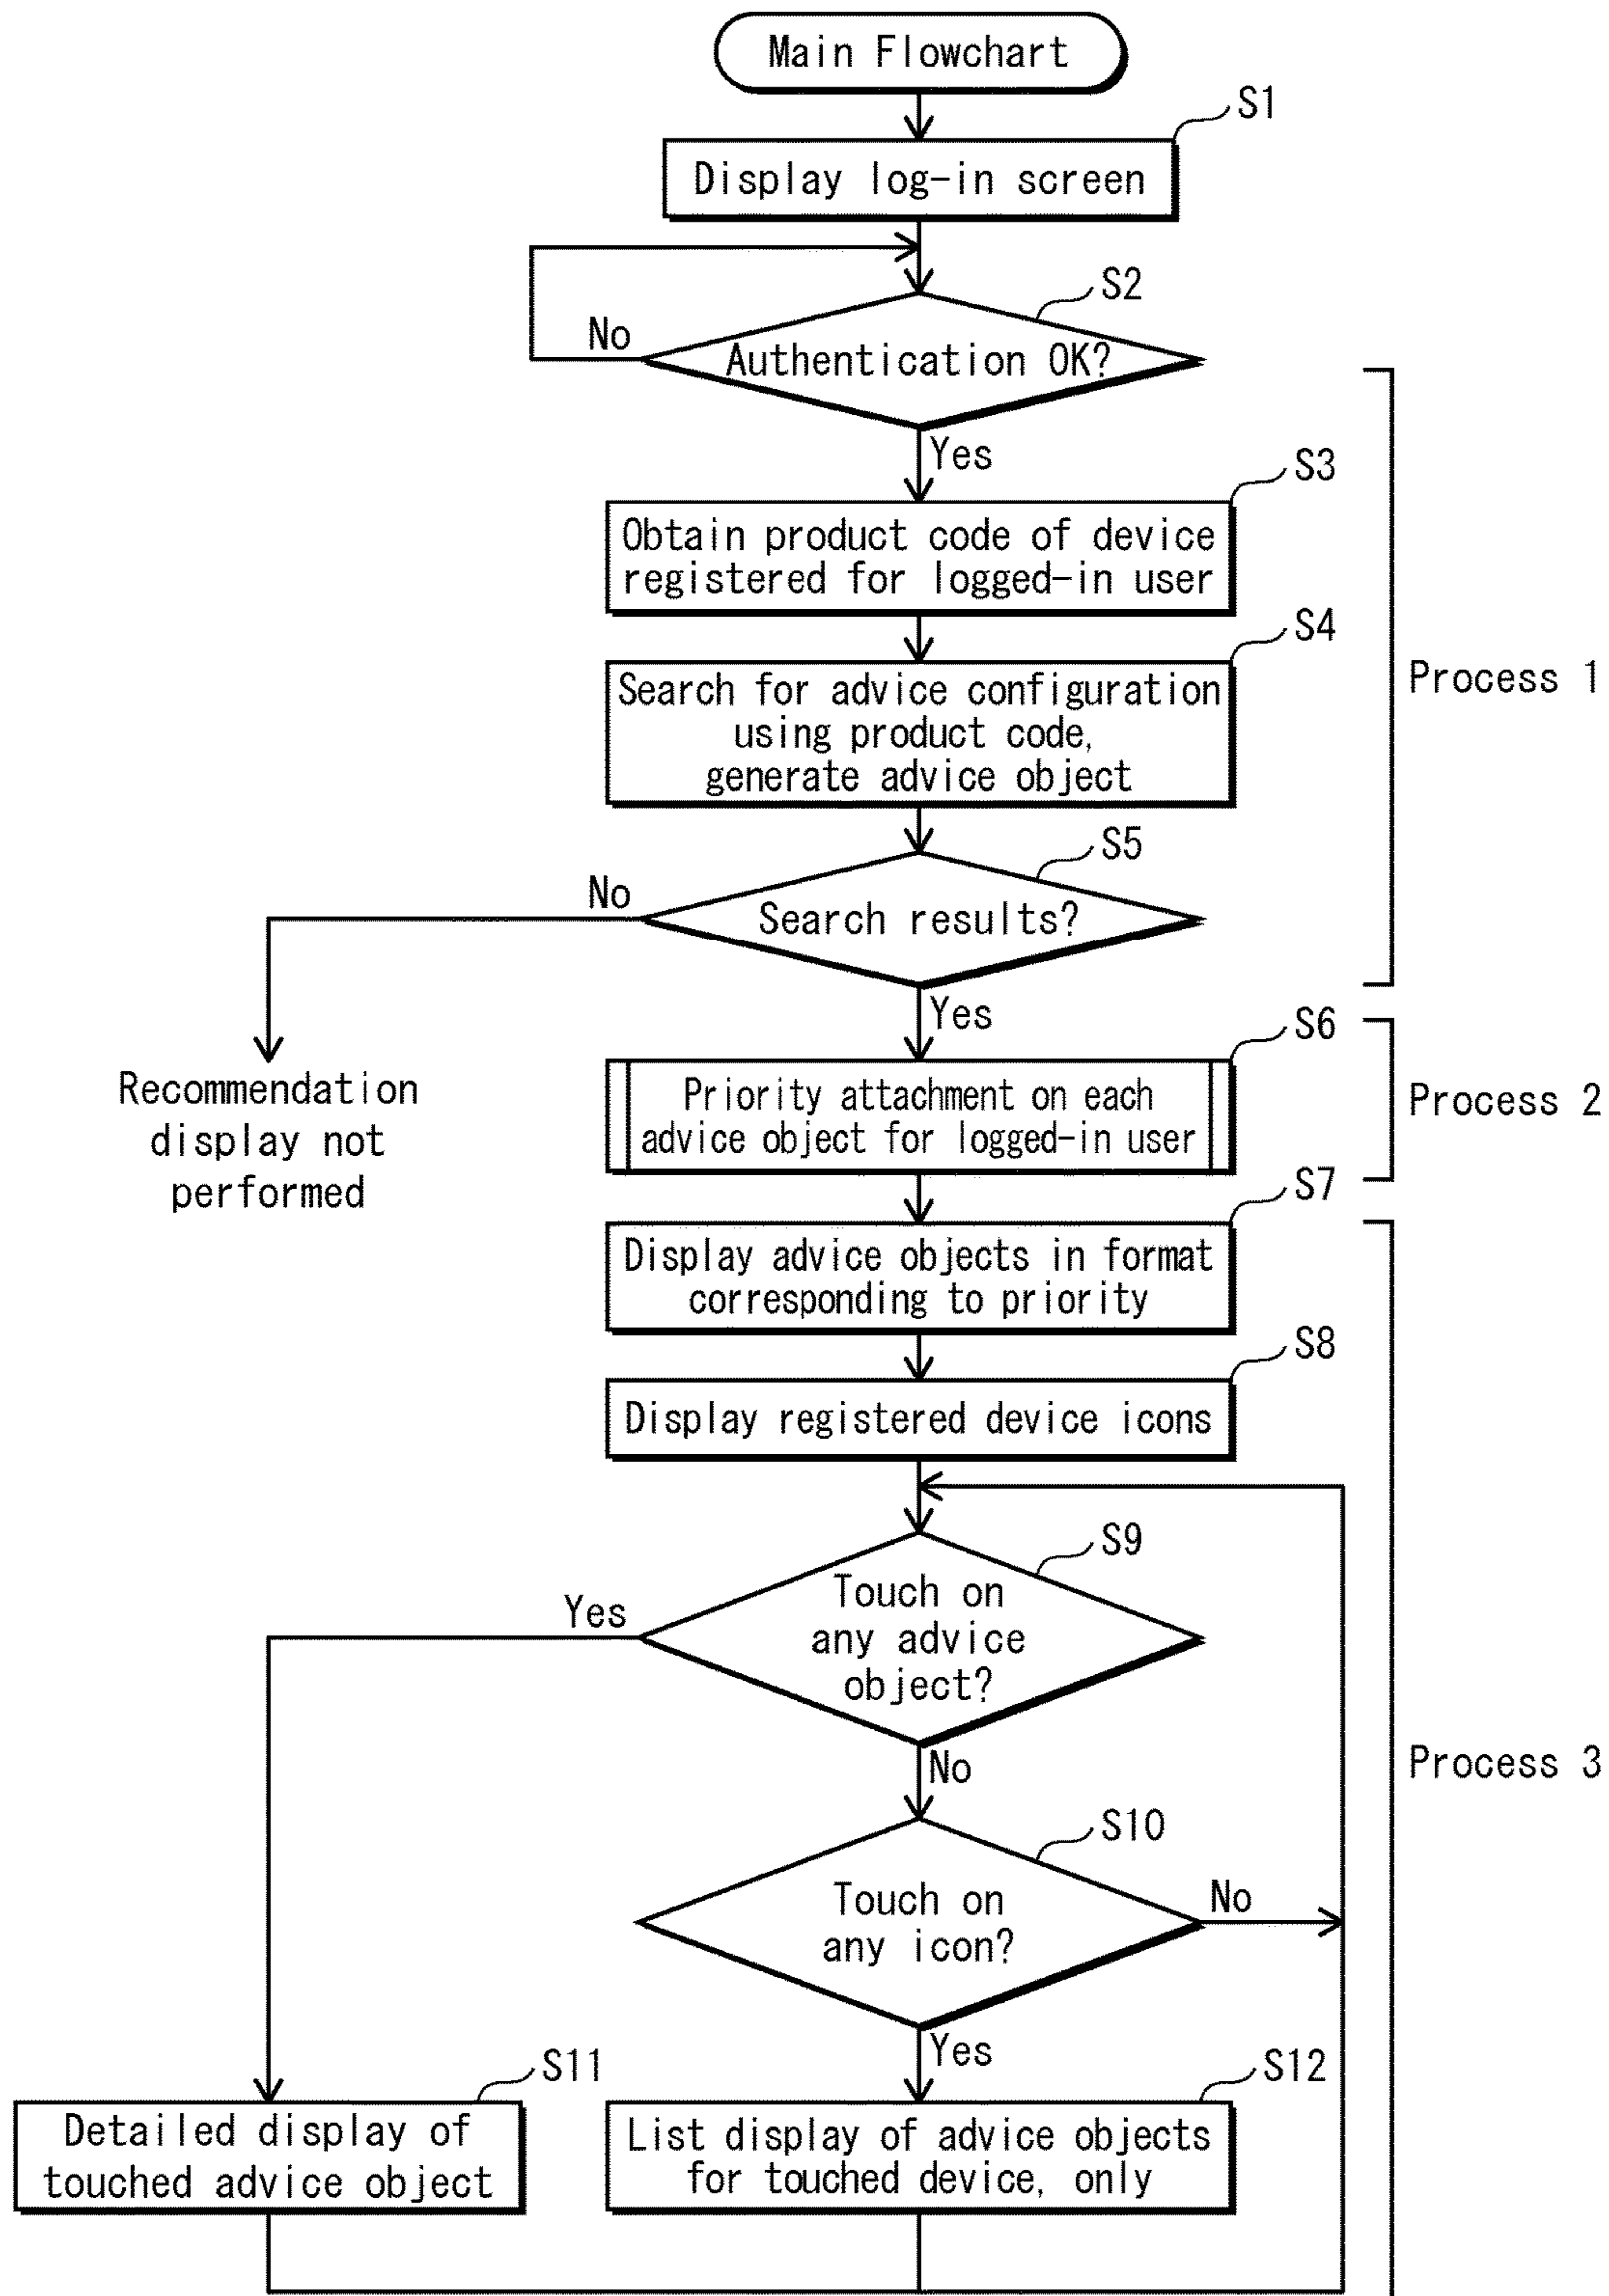 Main Flowchart
S1
Display log-in screen
S2
No
Authentication OK?
Yes
S3
Obtain product code of device
registered for logged-in user
S4
Search for advice configuration
using product code,
generate advice object
Process 1
S5
No
Search results?
Yes
Recommendation
display not
performed
S6
Priority attachment on each
advice object for logged-in user
Process 2
S7
Display advice objects in format
corresponding to priority
S8
Display registered device icons
S9
Yes
Touch on
any advice
object?
No
Process 3
S10
Touch on
any icon?
No
Yes
S11
Detailed display of
touched advice object
S12
List display of advice objects
for touched device, only